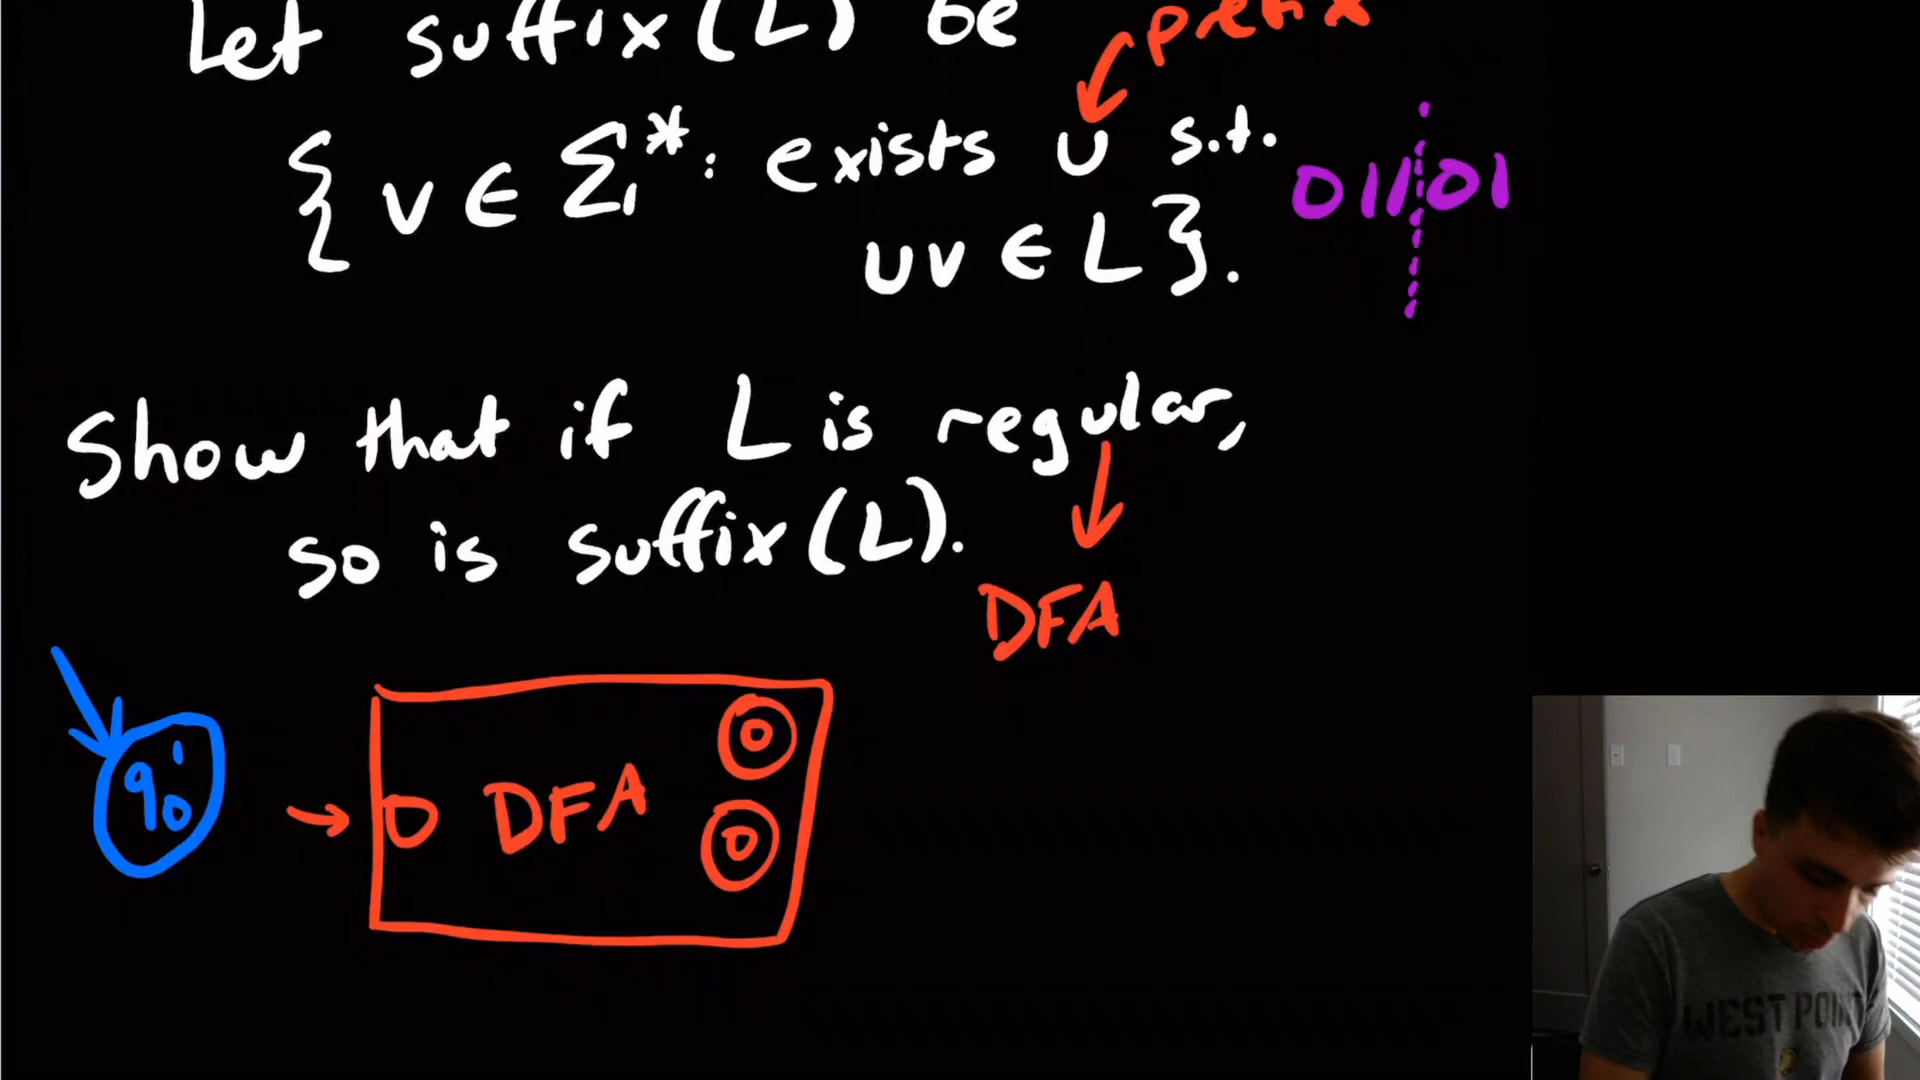 Let suffix(L) be
prefix
{ v ∈ Σ*: exists u s.t.
011 01
uv ∈ L }.
Show that if L is regular,
so is suffix(L).
DFA
q₀'
DFA
WEST POINT